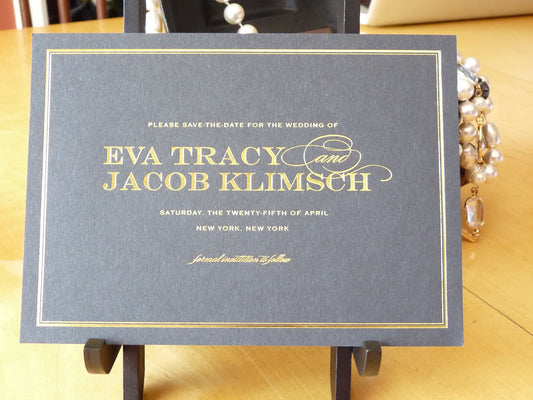 PLEASE SAVE-THE-DATE FOR THE WEDDING OF
EVA TRACY and
JACOB KLIMSCH
SATURDAY, THE TWENTY-FIFTH OF APRIL
NEW YORK, NEW YORK
formal invitation to follow